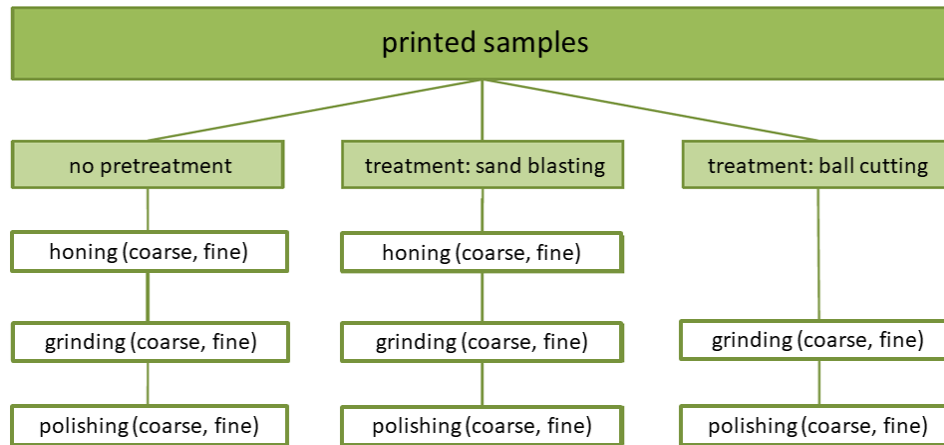 printed samples
no pretreatment
treatment: sand blasting
treatment: ball cutting
honing (coarse, fine)
honing (coarse, fine)
grinding (coarse, fine)
grinding (coarse, fine)
grinding (coarse, fine)
polishing (coarse, fine)
polishing (coarse, fine)
polishing (coarse, fine)